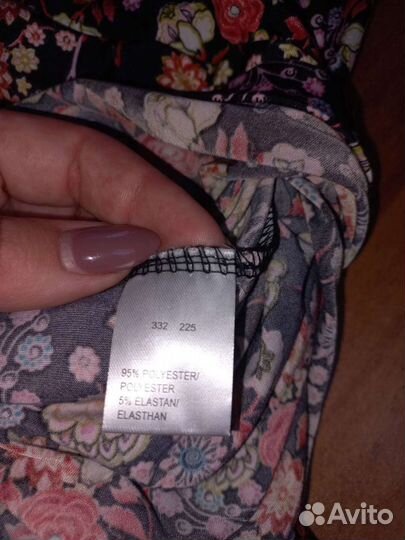 332 225
95% POLYESTER/
POLYESTER
5% ELASTAN/
ELASTHAN
Avito